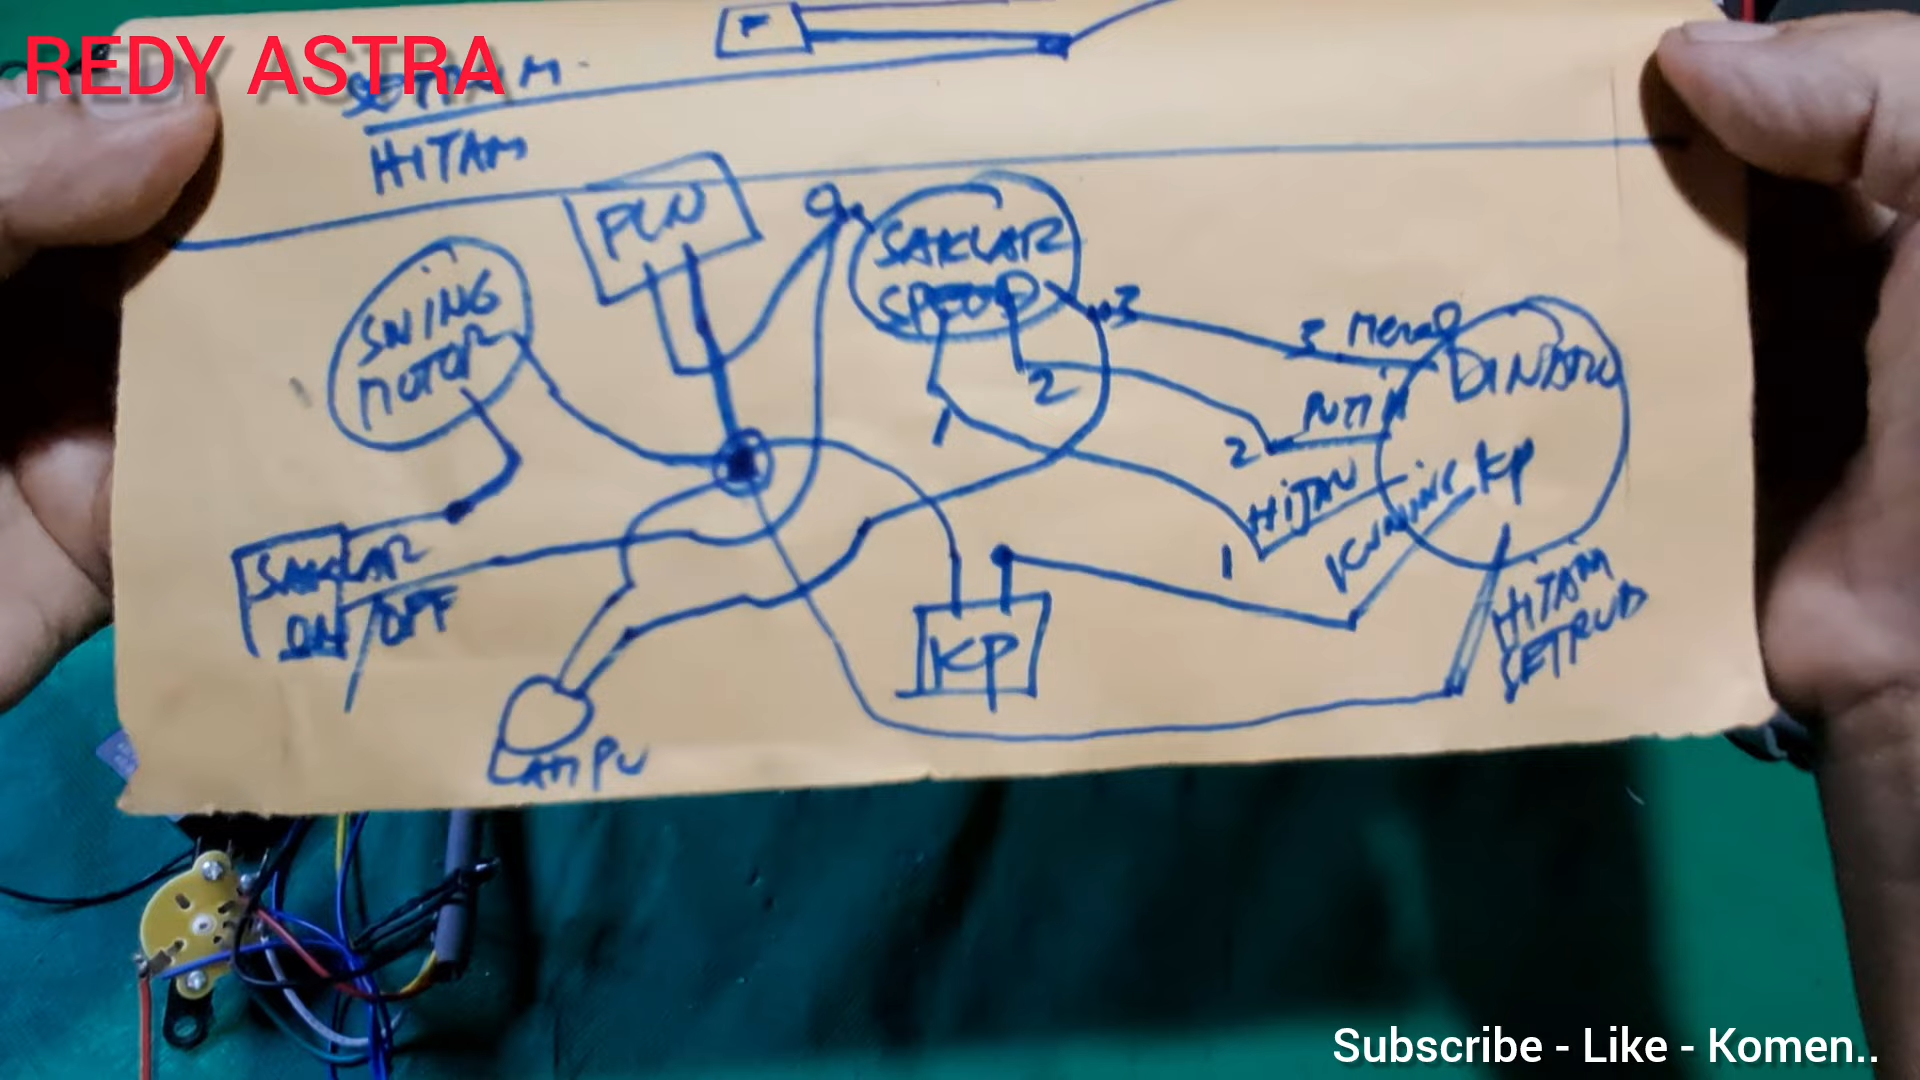 REDY ASTRA
F
HITAM
PLN
SAKLAR
SPEED
SWING
MOTOR
3
3 Merah
DINAMO
2
PUTIH
1
2
HITAM
KUNING KP
1
SAKLAR
ON/OFF
KP
HITAM
SETRUM
LAMPU
Subscribe - Like - Komen..